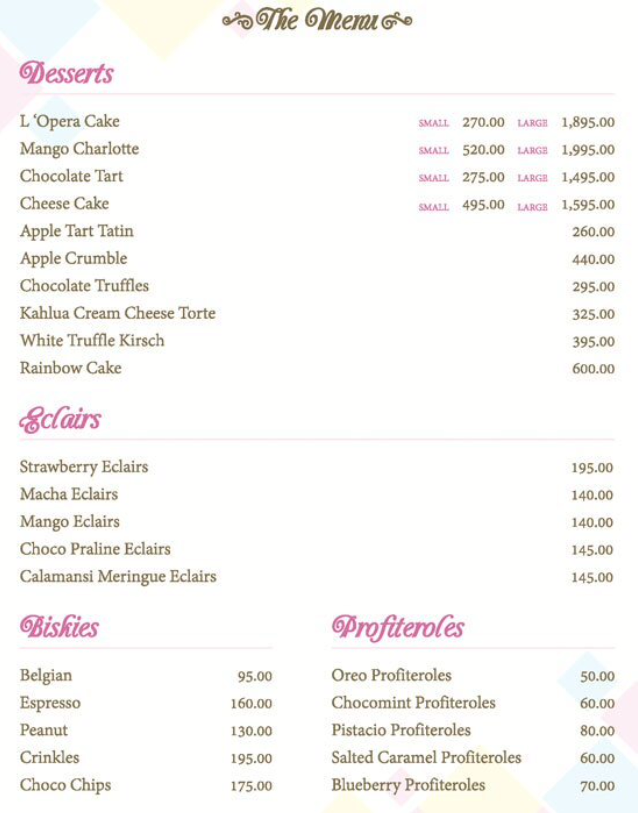 The Menu
Desserts
L ‘Opera Cake SMALL 270.00 LARGE 1,895.00
Mango Charlotte SMALL 520.00 LARGE 1,995.00
Chocolate Tart SMALL 275.00 LARGE 1,495.00
Cheese Cake SMALL 495.00 LARGE 1,595.00
Apple Tart Tatin 260.00
Apple Crumble 440.00
Chocolate Truffles 295.00
Kahlua Cream Cheese Torte 325.00
White Truffle Kirsch 395.00
Rainbow Cake 600.00
Eclairs
Strawberry Eclairs 195.00
Macha Eclairs 140.00
Mango Eclairs 140.00
Choco Praline Eclairs 145.00
Calamansi Meringue Eclairs 145.00
Biskies
Belgian 95.00
Espresso 160.00
Peanut 130.00
Crinkles 195.00
Choco Chips 175.00
Profiteroles
Oreo Profiteroles 50.00
Chocomint Profiteroles 60.00
Pistacio Profiteroles 80.00
Salted Caramel Profiteroles 60.00
Blueberry Profiteroles 70.00